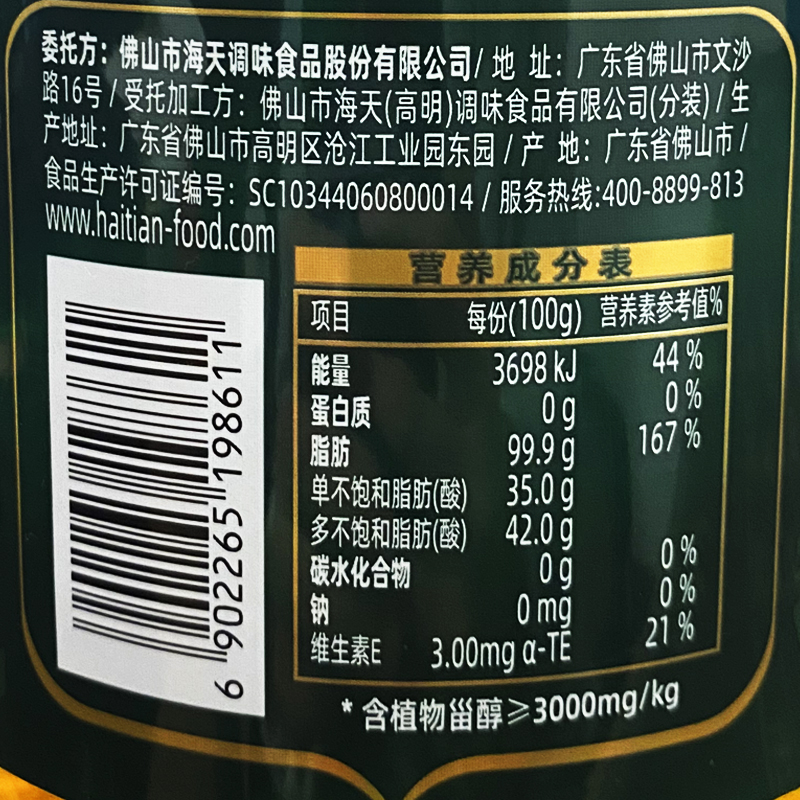 委托方：佛山市海天调味食品股份有限公司/ 地 址：广东省佛山市文沙
路16号 / 受托加工方：佛山市海天(高明)调味食品有限公司(分装) / 生
产地址：广东省佛山市高明区沧江工业园东园 / 产 地：广东省佛山市 /
食品生产许可证编号：SC10344060800014 / 服务热线:400-8899-813
www.haitian-food.com
营养成分表
项目 每份(100g) 营养素参考值%
能量 3698 kJ 44 %
蛋白质 0 g 0 %
脂肪 99.9 g 167 %
单不饱和脂肪(酸) 35.0 g
多不饱和脂肪(酸) 42.0 g
碳水化合物 0 g 0 %
钠 0 mg 0 %
维生素E 3.00mg α-TE 21 %
* 含植物甾醇≥3000mg/kg
6 902265 198611